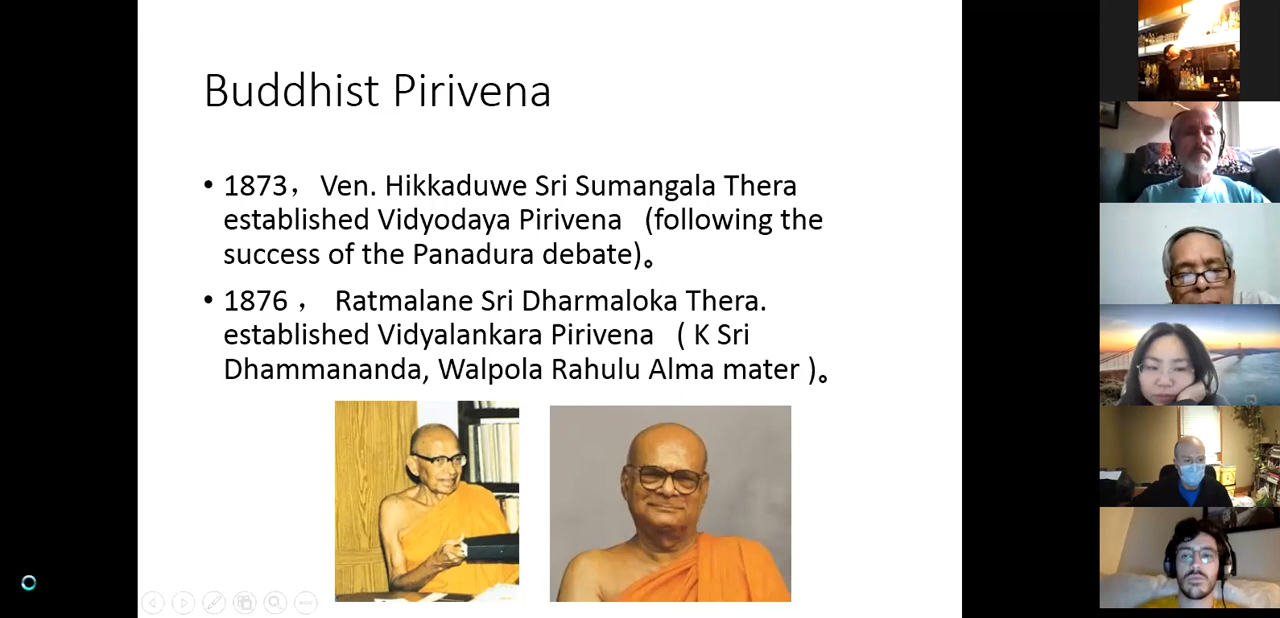 Buddhist Pirivena
• 1873， Ven. Hikkaduwe Sri Sumangala Thera
established Vidyodaya Pirivena (following the
success of the Panadura debate)。
• 1876 ， Ratmalane Sri Dharmaloka Thera.
established Vidyalankara Pirivena ( K Sri
Dhammananda, Walpola Rahulu Alma mater )。